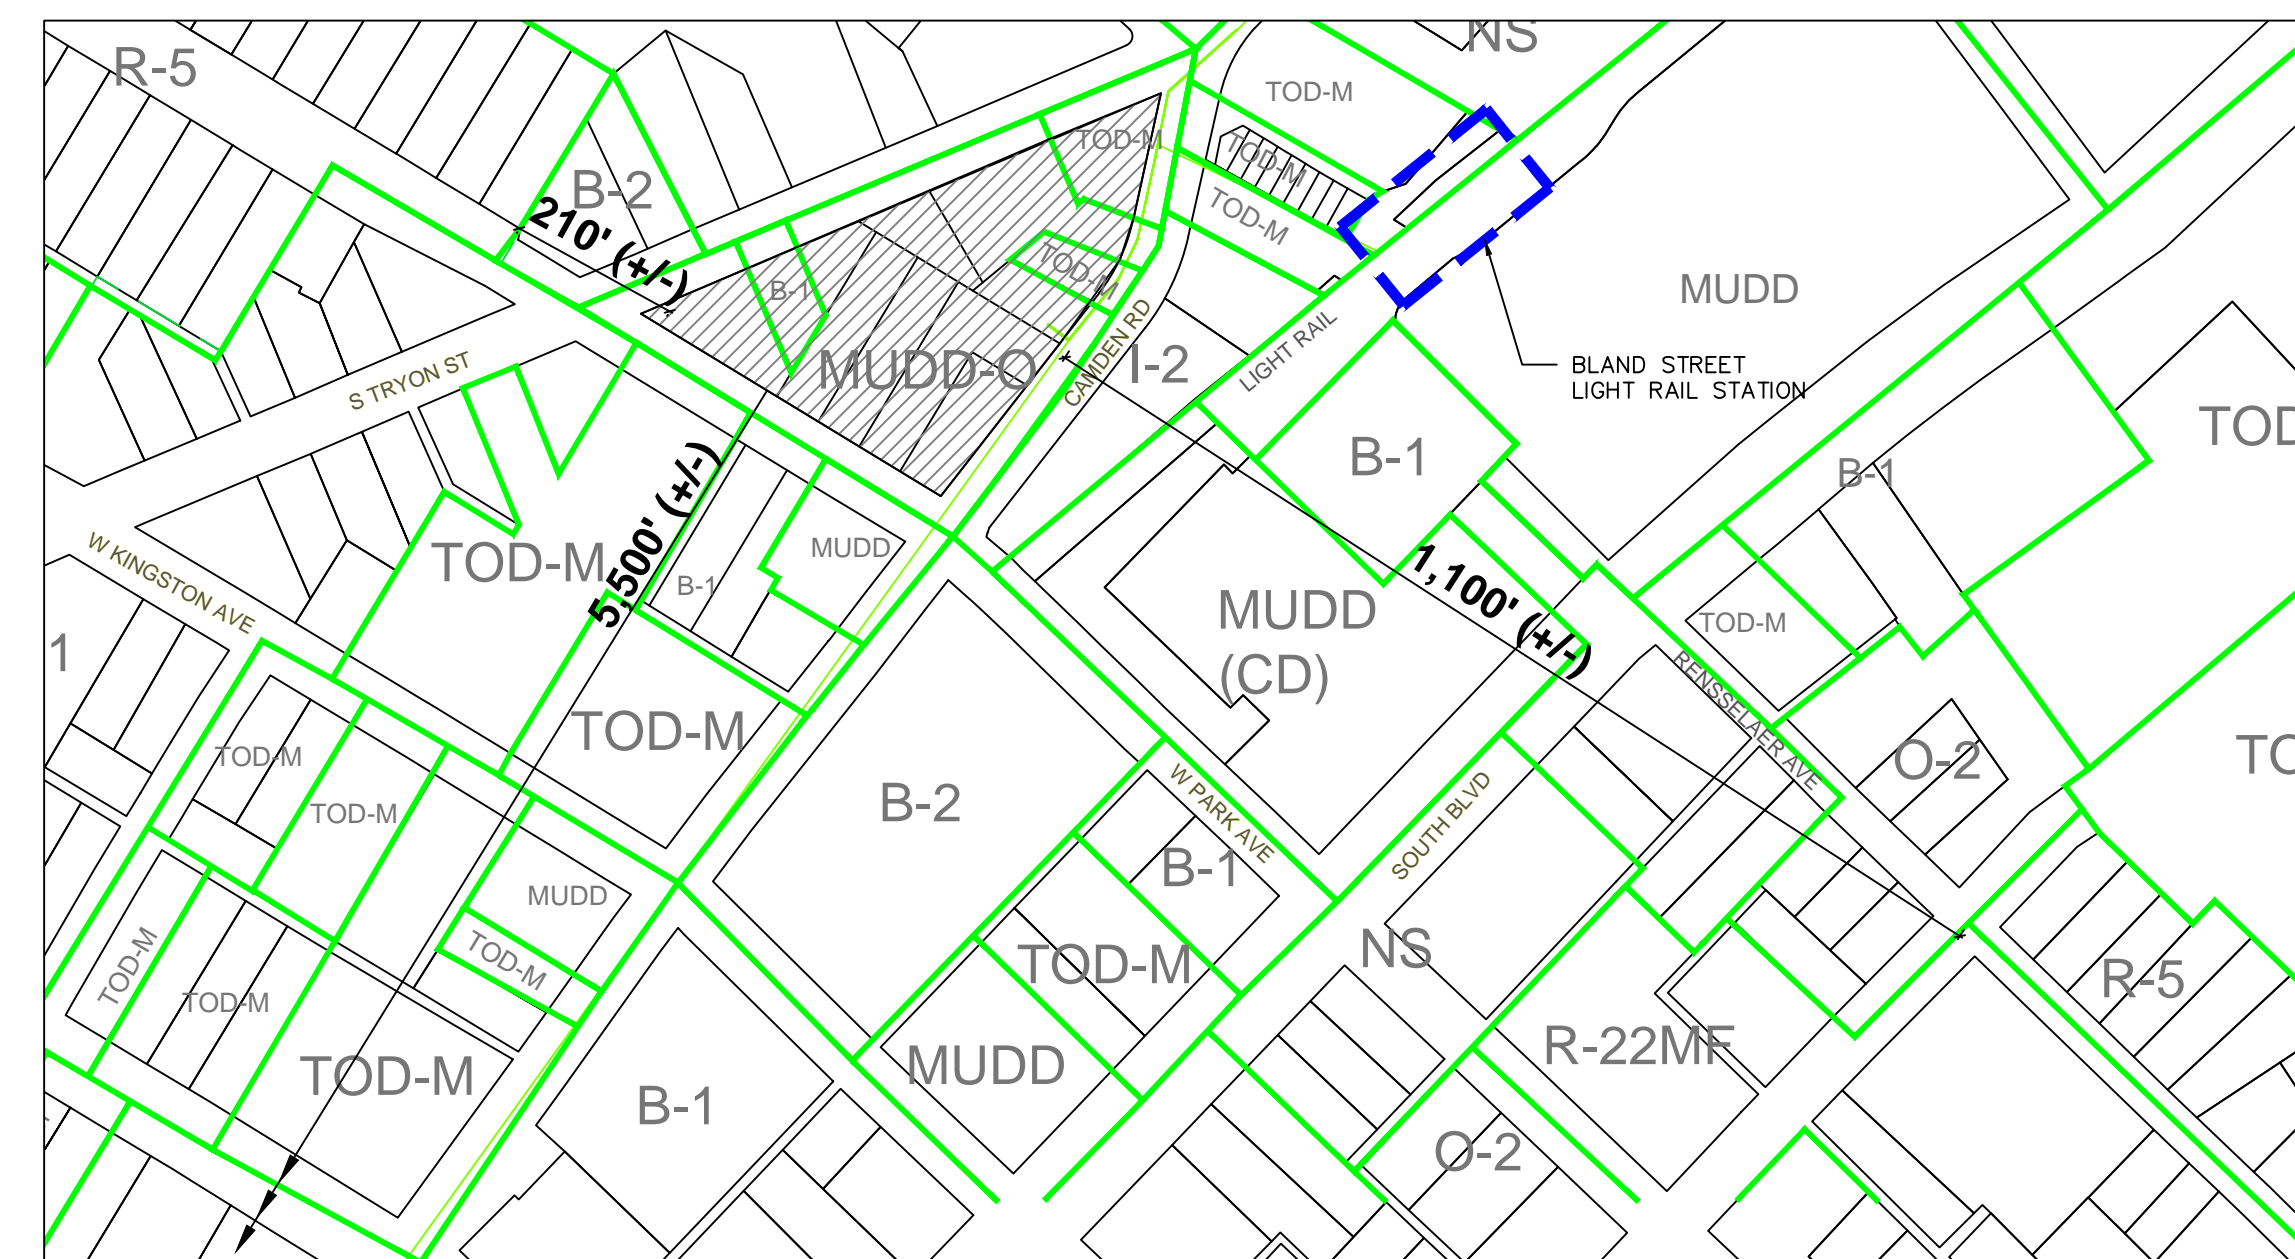 NS
R-5
TOD-M
TOD-M
TOD-M
B-2
TOD-M
210' (+/-)
TOD-M
B-1
MUDD
LIGHT RAIL
CAMDEN RD
MUDD-O
I-2
BLAND STREET
LIGHT RAIL STATION
S TRYON ST
TOD
B-1
B-1
5,500' (+/-)
MUDD
W KINGSTON AVE
TOD-M
B-1
1,100' (+/-)
MUDD
(CD)
TOD-M
1
RENSSELAER AVE
TOD-M
TOD-M
O-2
TO
B-2
TOD-M
W PARK AVE
SOUTH BLVD
B-1
MUDD
TOD-M
TOD-M
TOD-M
NS
R-5
TOD-M
R-22MF
TOD-M
MUDD
B-1
O-2